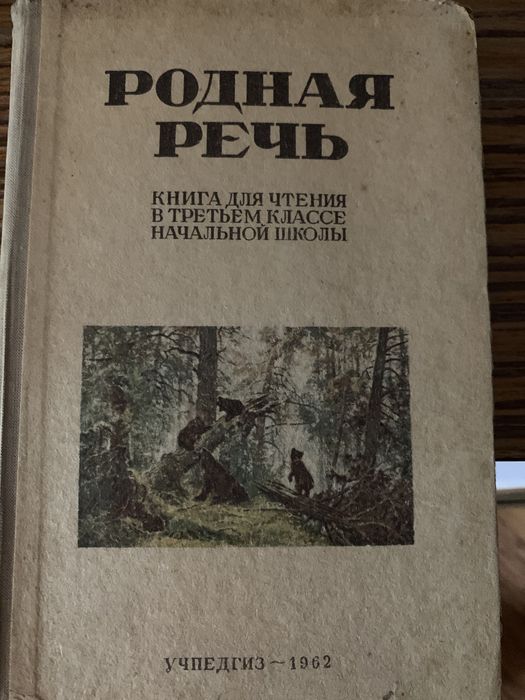 РОДНАЯ
РЕЧЬ
КНИГА ДЛЯ ЧТЕНИЯ
В ТРЕТЬЕМ КЛАССЕ
НАЧАЛЬНОЙ ШКОЛЫ
УЧПЕДГИЗ — 1962